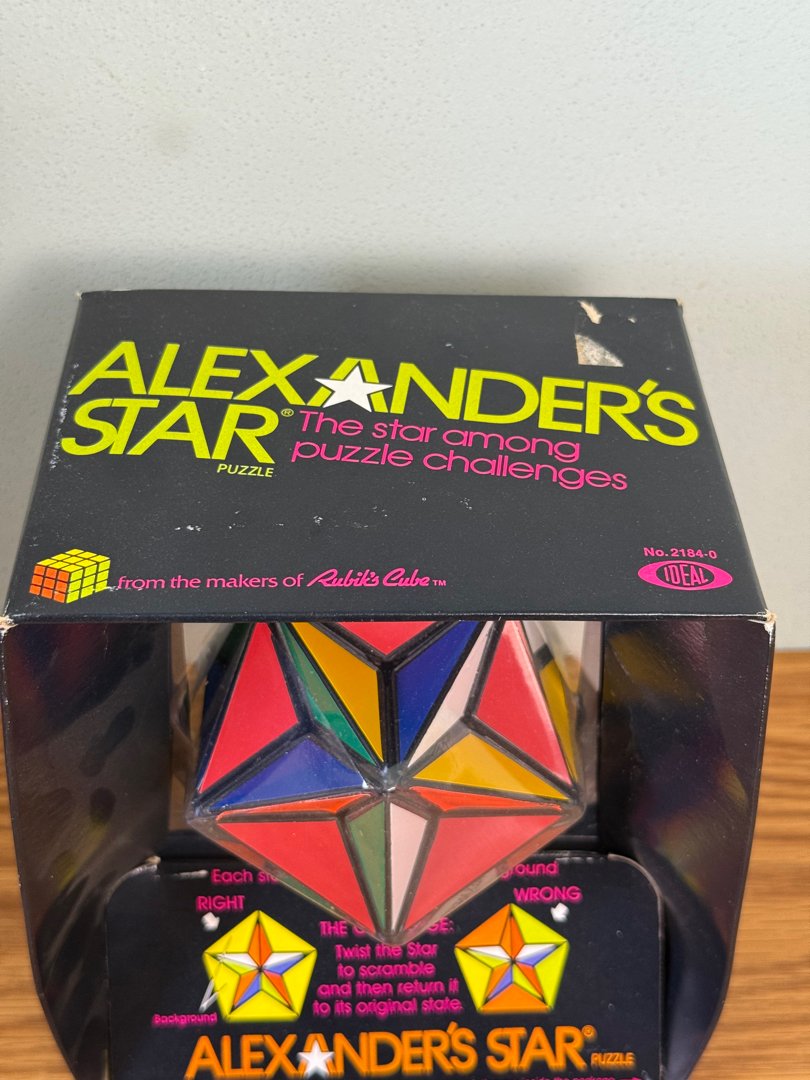 ALEXANDER'S
STAR® The star among
puzzle challenges
PUZZLE
No. 2184-0
IDEAL
from the makers of Rubik's Cube™
Each
RIGHT
WRONG
THE
Twist the Star
to scramble
and then return it
to its original state.
Background
ALEXANDER'S STAR® PUZZLE